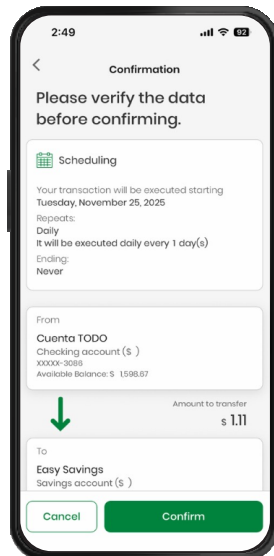 2:49
92
Confirmation
Please verify the data
before confirming.
Scheduling
Your transaction will be executed starting
Tuesday, November 25, 2025
Repeats:
Daily
It will be executed daily every 1 day(s)
Ending:
Never
From
Cuenta TODO
Checking account ($ )
XXXXX-3086
Available Balance: $ 1,598.67
Amount to transfer
$ 1.11
To
Easy Savings
Savings account ($ )
Cancel
Confirm